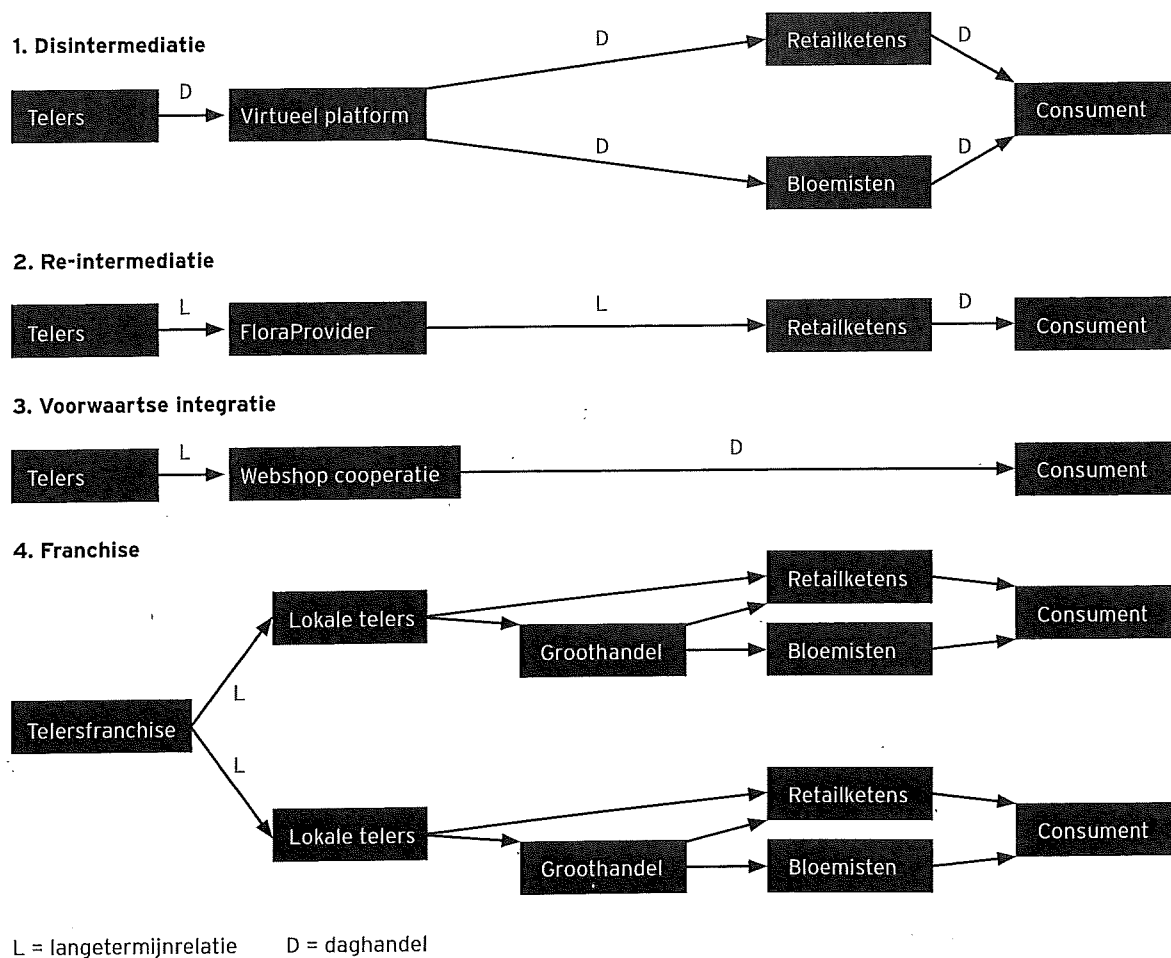 1. Disintermediatie
Telers
D
Virtueel platform
D
D
Retailketens
Bloemisten
D
D
Consument
2. Re-intermediatie
Telers
L
FloraProvider
L
Retailketens
D
Consument
3. Voorwaartse integratie
Telers
L
Webshop cooperatie
D
Consument
4. Franchise
Telersfranchise
L
L
Lokale telers
Groothandel
Retailketens
Bloemisten
Consument
Lokale telers
Groothandel
Retailketens
Bloemisten
Consument
L = langetermijnrelatie D = daghandel